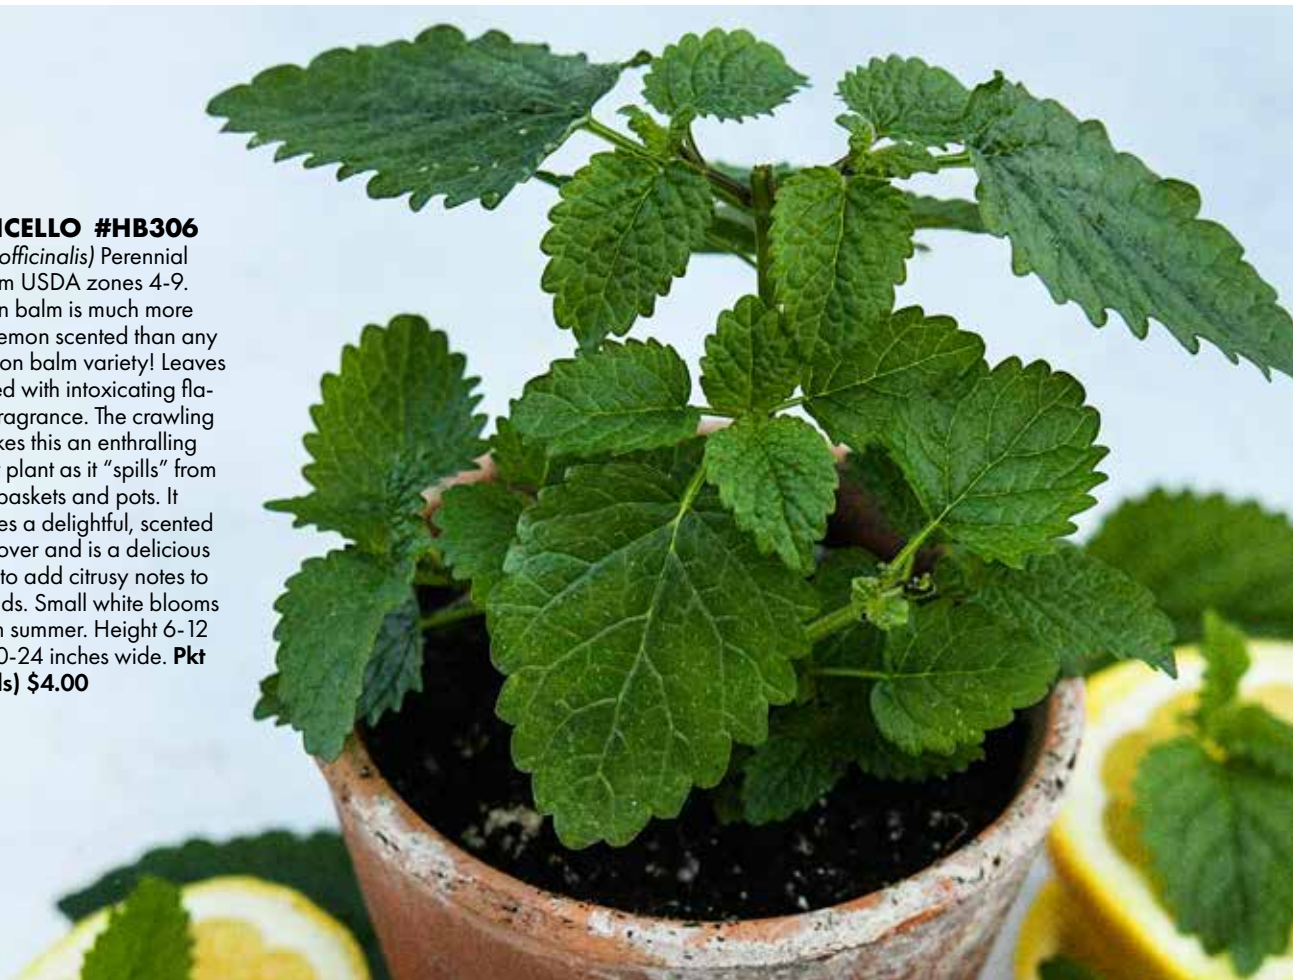 ICELLO #HB306
officinalis) Perennial
m USDA zones 4-9.
n balm is much more
emon scented than any
on balm variety! Leaves
ed with intoxicating fla-
ragrance. The crawling
kes this an enthralling
r plant as it “spills” from
baskets and pots. It
es a delightful, scented
over and is a delicious
to add citrusy notes to
ds. Small white blooms
n summer. Height 6-12
0-24 inches wide. Pkt
ls) $4.00